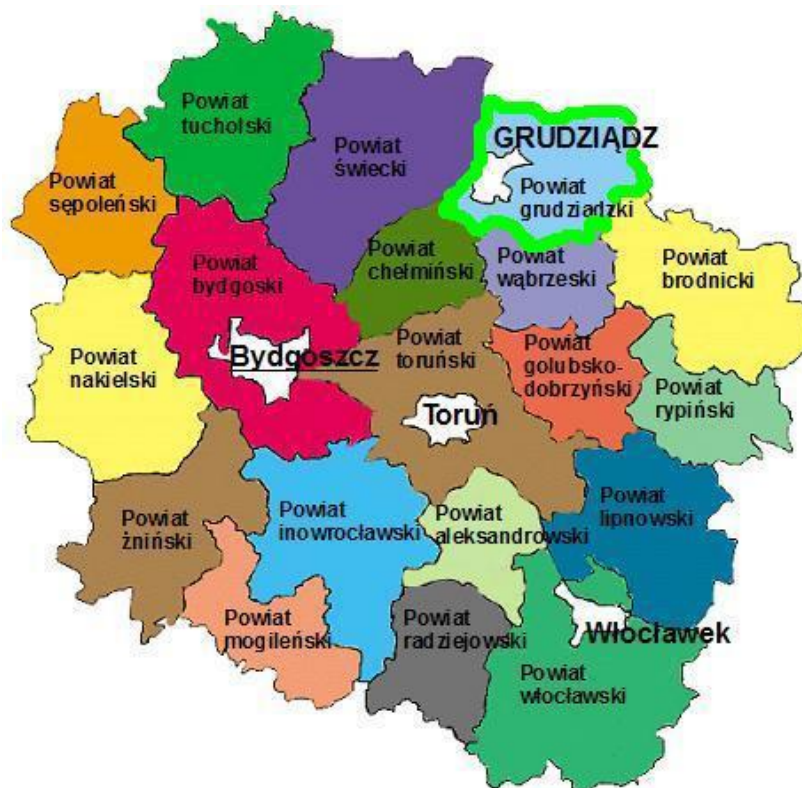 Powiat
tucholski
Powiat
świecki
GRUDZIĄDZ
Powiat
grudziadzki
Powiat
sępoleński
Powiat
bydgoski
Powiat
chełmiński
Powiat
wąbrzeski
Powiat
brodnicki
Powiat
nakielski
Bydgoszcz
Powiat
toruński
Powiat
golubsko-
dobrzyński
Powiat
rypiński
Toruń
Powiat
żniński
Powiat
inowrocławski
Powiat
aleksandrowski
Powiat
lipnowski
Powiat
mogileński
Powiat
radziejowski
Włocławek
Powiat
włocławski